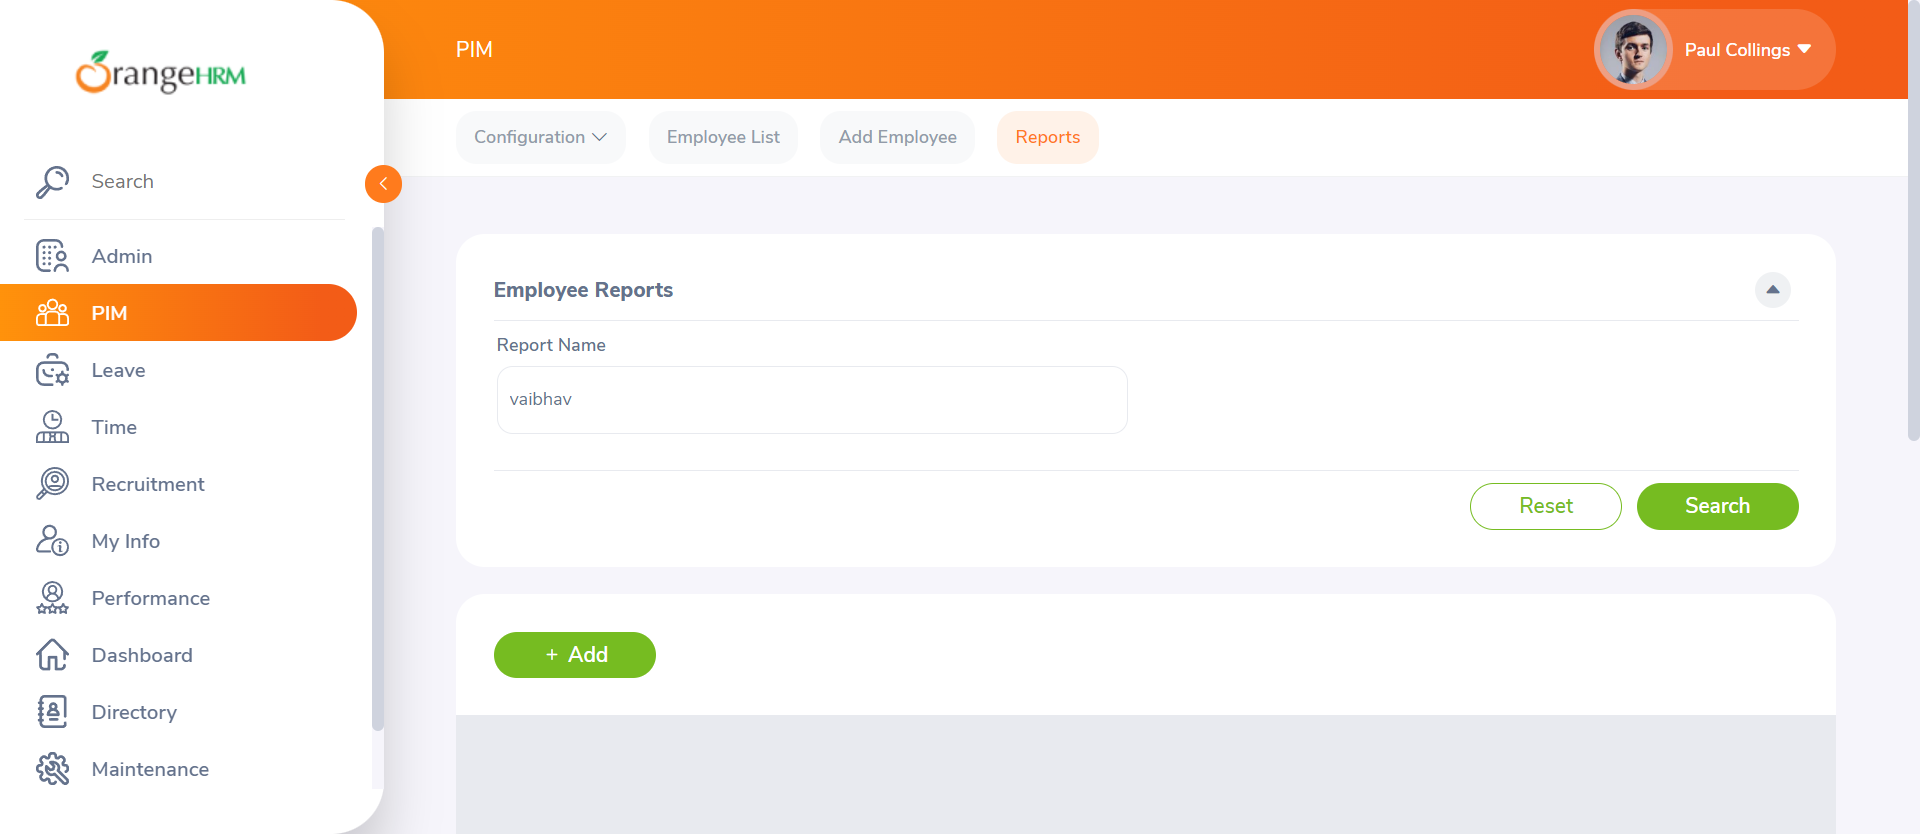 OrangeHRM
PIM
Paul Collings
Configuration
Employee List
Add Employee
Reports
Search
Admin
PIM
Leave
Time
Recruitment
My Info
Performance
Dashboard
Directory
Maintenance
Employee Reports
Report Name
vaibhav
Reset
Search
+ Add